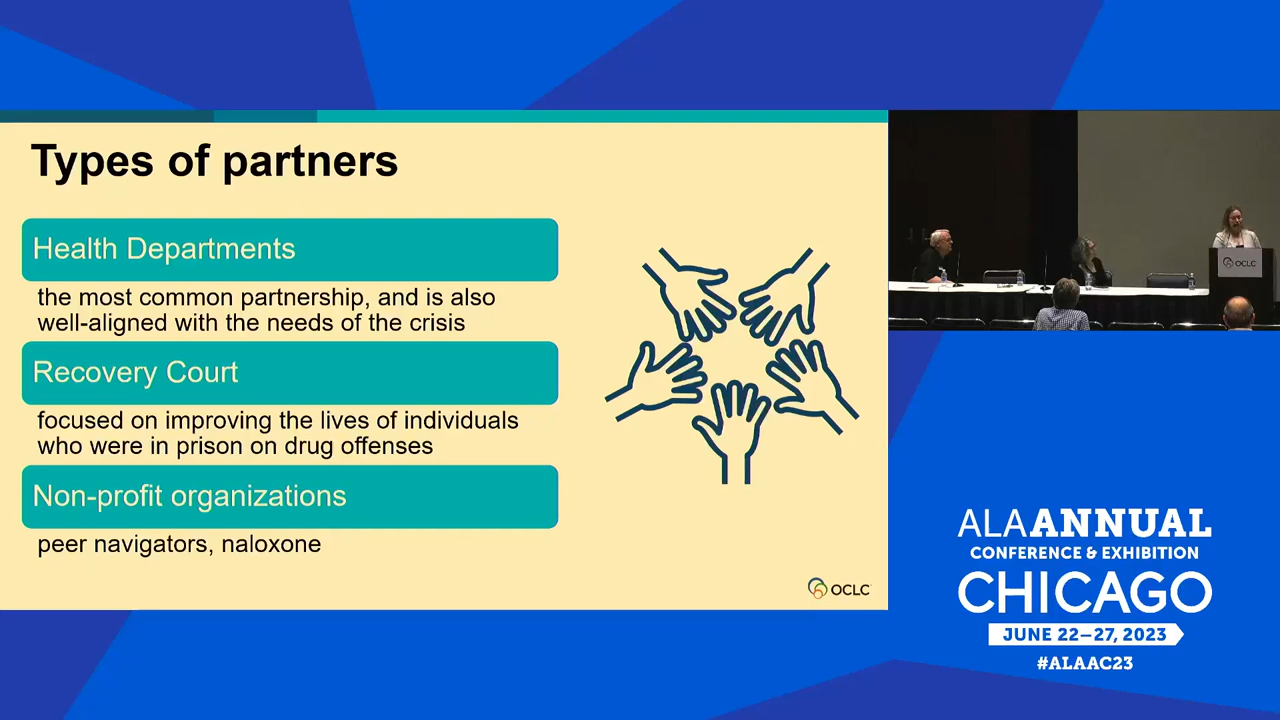 Types of partners
Health Departments
the most common partnership, and is also
well-aligned with the needs of the crisis
Recovery Court
focused on improving the lives of individuals
who were in prison on drug offenses
Non-profit organizations
peer navigators, naloxone
OCLC
OCLC
ALA ANNUAL
CONFERENCE & EXHIBITION
CHICAGO
JUNE 22–27, 2023
#ALAAC23